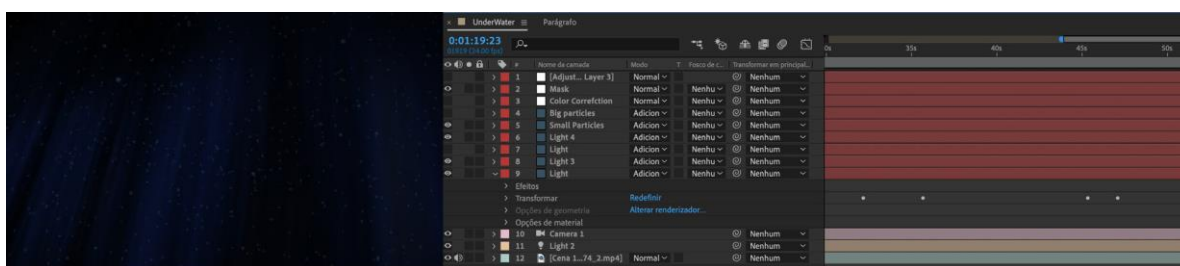 × UnderWater ≡ Parágrafo
0:01:19:23
01919 (24.00 fps)
# Nome da camada Modo T Fosco de c... Transformar em principal...
0s 35s 40s 45s 50s
1 [Adjust... Layer 3] Normal Nenhum
2 Mask Normal Nenhu Nenhum
3 Color Correfction Normal Nenhu Nenhum
4 Big particles Adicion Nenhu Nenhum
5 Small Particles Adicion Nenhu Nenhum
6 Light 4 Adicion Nenhu Nenhum
7 Light Adicion Nenhu Nenhum
8 Light 3 Adicion Nenhu Nenhum
9 Light Adicion Nenhu Nenhum
Efeitos
Transformar Redefinir
Opções de geometria Alterar renderizador...
Opções de material
10 Camera 1 Nenhum
11 Light 2 Nenhum
12 [Cena 1...74_2.mp4] Normal Nenhum